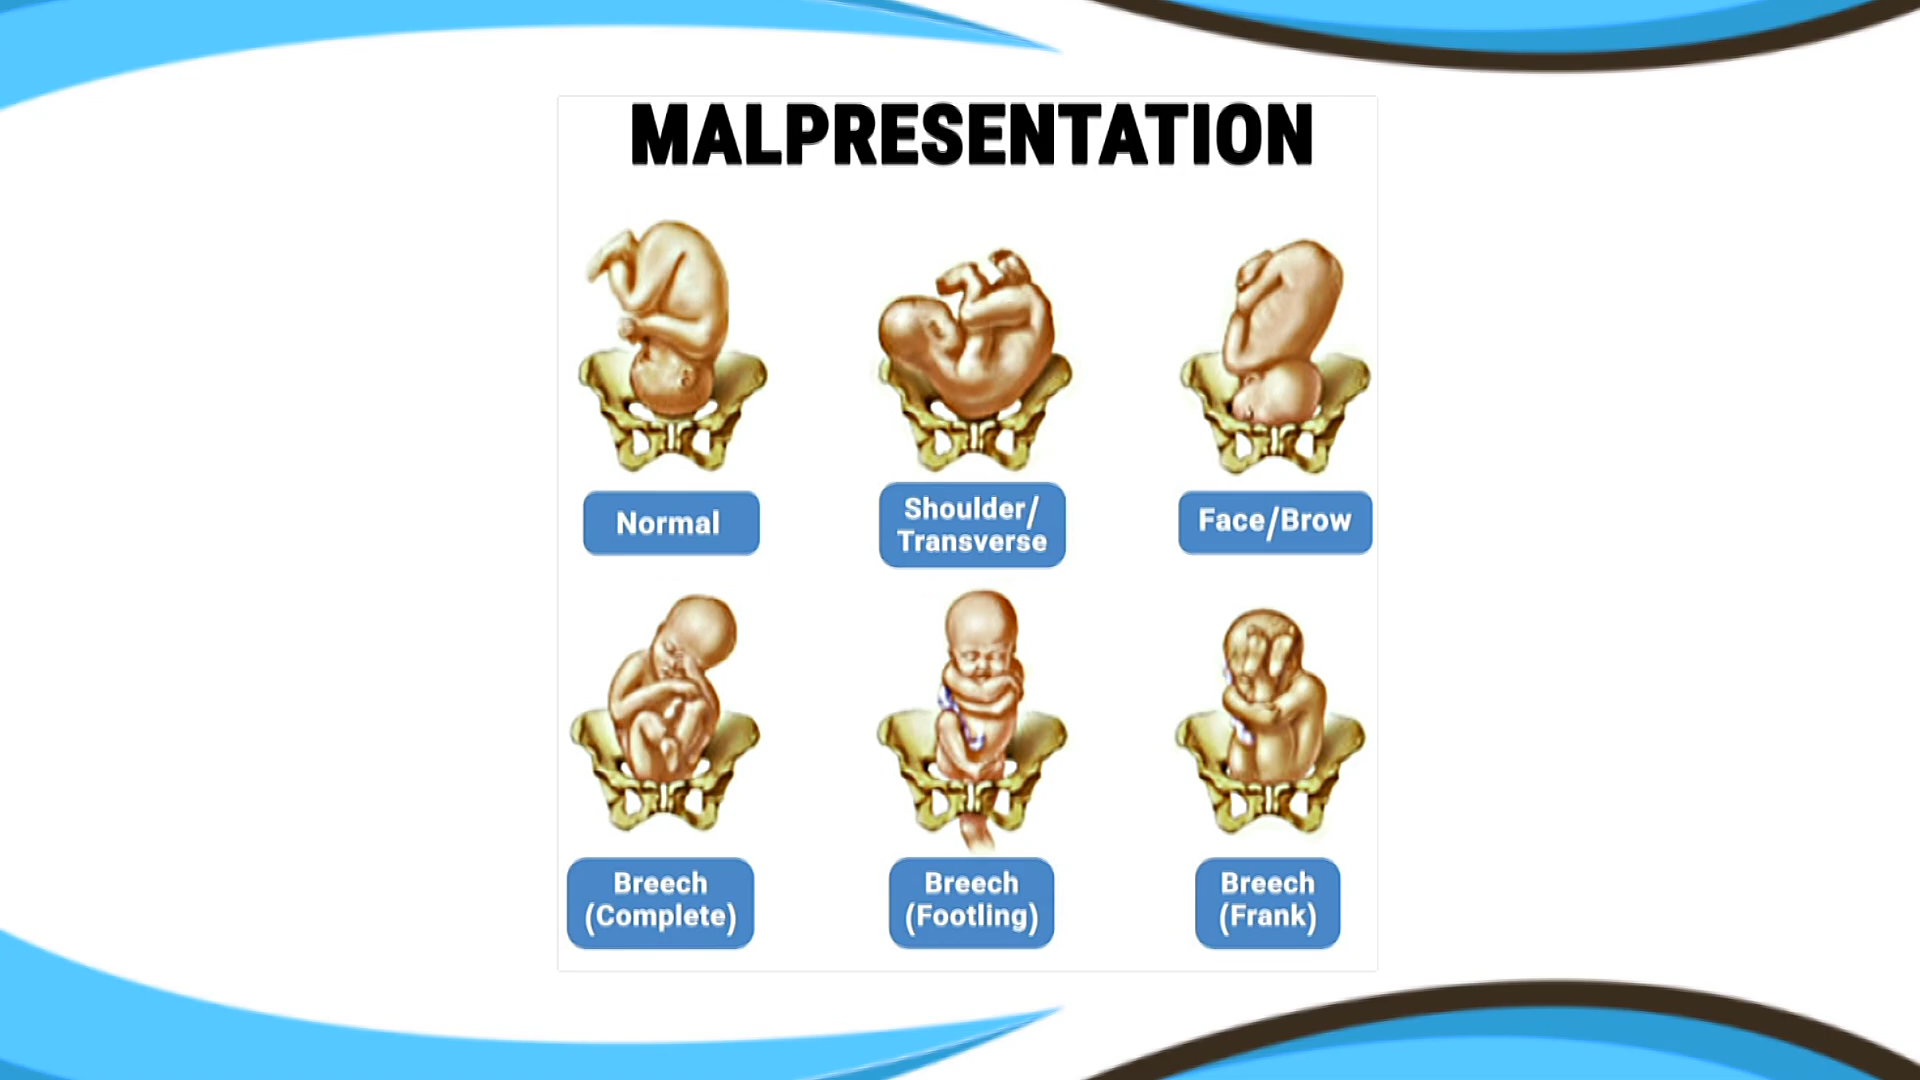 MALPRESENTATION
Normal
Shoulder/
Transverse
Face/Brow
Breech
(Complete)
Breech
(Footling)
Breech
(Frank)